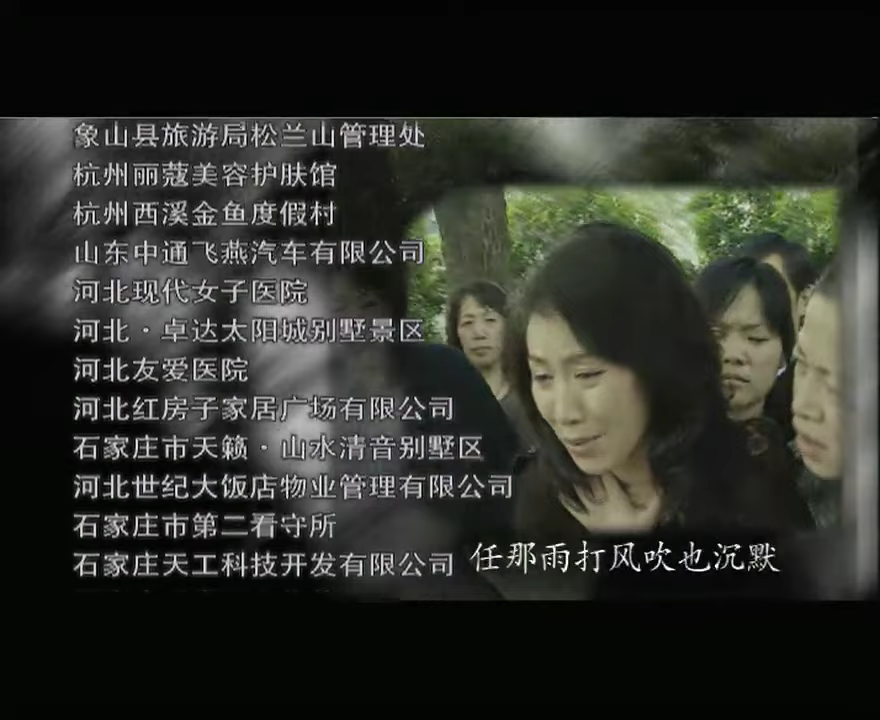 象山县旅游局松兰山管理处
杭州丽蔻美容护肤馆
杭州西溪金鱼度假村
山东中通飞燕汽车有限公司
河北现代女子医院
河北·卓达太阳城别墅景区
河北友爱医院
河北红房子家居广场有限公司
石家庄市天籁·山水清音别墅区
河北世纪大饭店物业管理有限公司
石家庄市第二看守所
石家庄天工科技开发有限公司
任那雨打风吹也沉默